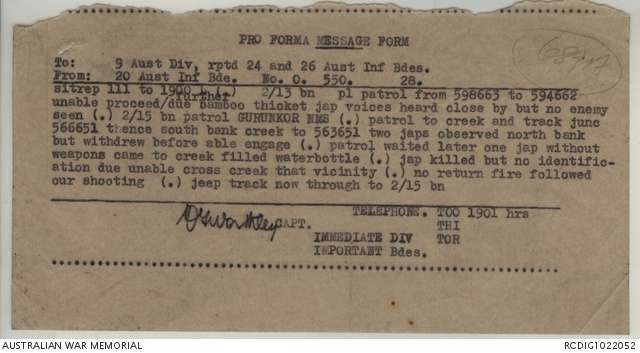 PRO FORMA MESSAGE FORM
To: 9 Aust Div, rptd 24 and 26 Aust Inf Bdes.
From: 20 Aust Inf Bde. No. O. 550. 28.
sitrep 111 to 1900 (.) 2/13 bn pl patrol from 598663 to 594662
further
unable proceed/due bamboo thicket jap voices heard close by but no enemy
seen (.) 2/15 bn patrol GURUNKOR NMS (.) patrol to creek and track junc
566651 thence south bank creek to 563651 two japs observed north bank
but withdrew before able engage (.) patrol waited later one jap without
weapons came to creek filled waterbottle (.) jap killed but no identific-
ation due unable cross creek that vicinity (.) no return fire followed
our shooting (.) jeep track now through to 2/15 bn
TELEPHONE. TOO 1901 hrs
CAPT. THI
IMMEDIATE DIV TOR
IMPORTANT Bdes.
AUSTRALIAN WAR MEMORIAL RCDIG1022052